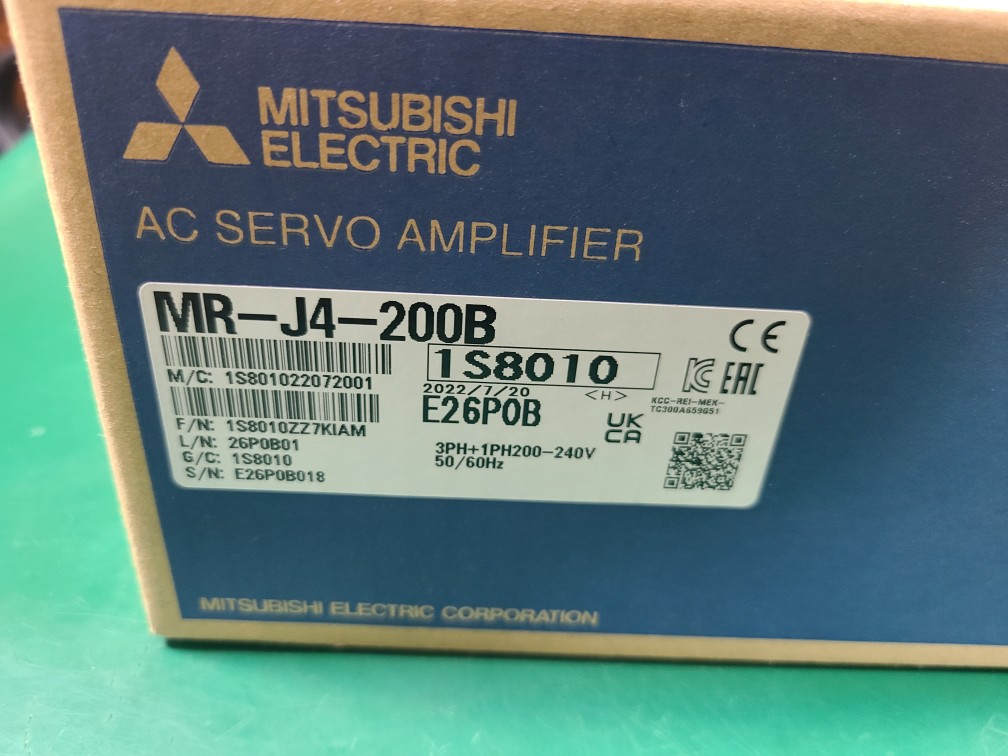 MITSUBISHI
ELECTRIC
AC SERVO AMPLIFIER
MR-J4-200B
1S8010
M/C: 1S801022072001
2022/7/20
<H>
E26P0B
F/N: 1S8010ZZ7KIAM
L/N: 26P0B01
G/C: 1S8010
S/N: E26P0B018
3PH+1PH200-240V
50/60Hz
CE
KC EAC
KCC-REI-MEK-
TC300A659G51
UK
CA
MITSUBISHI ELECTRIC CORPORATION